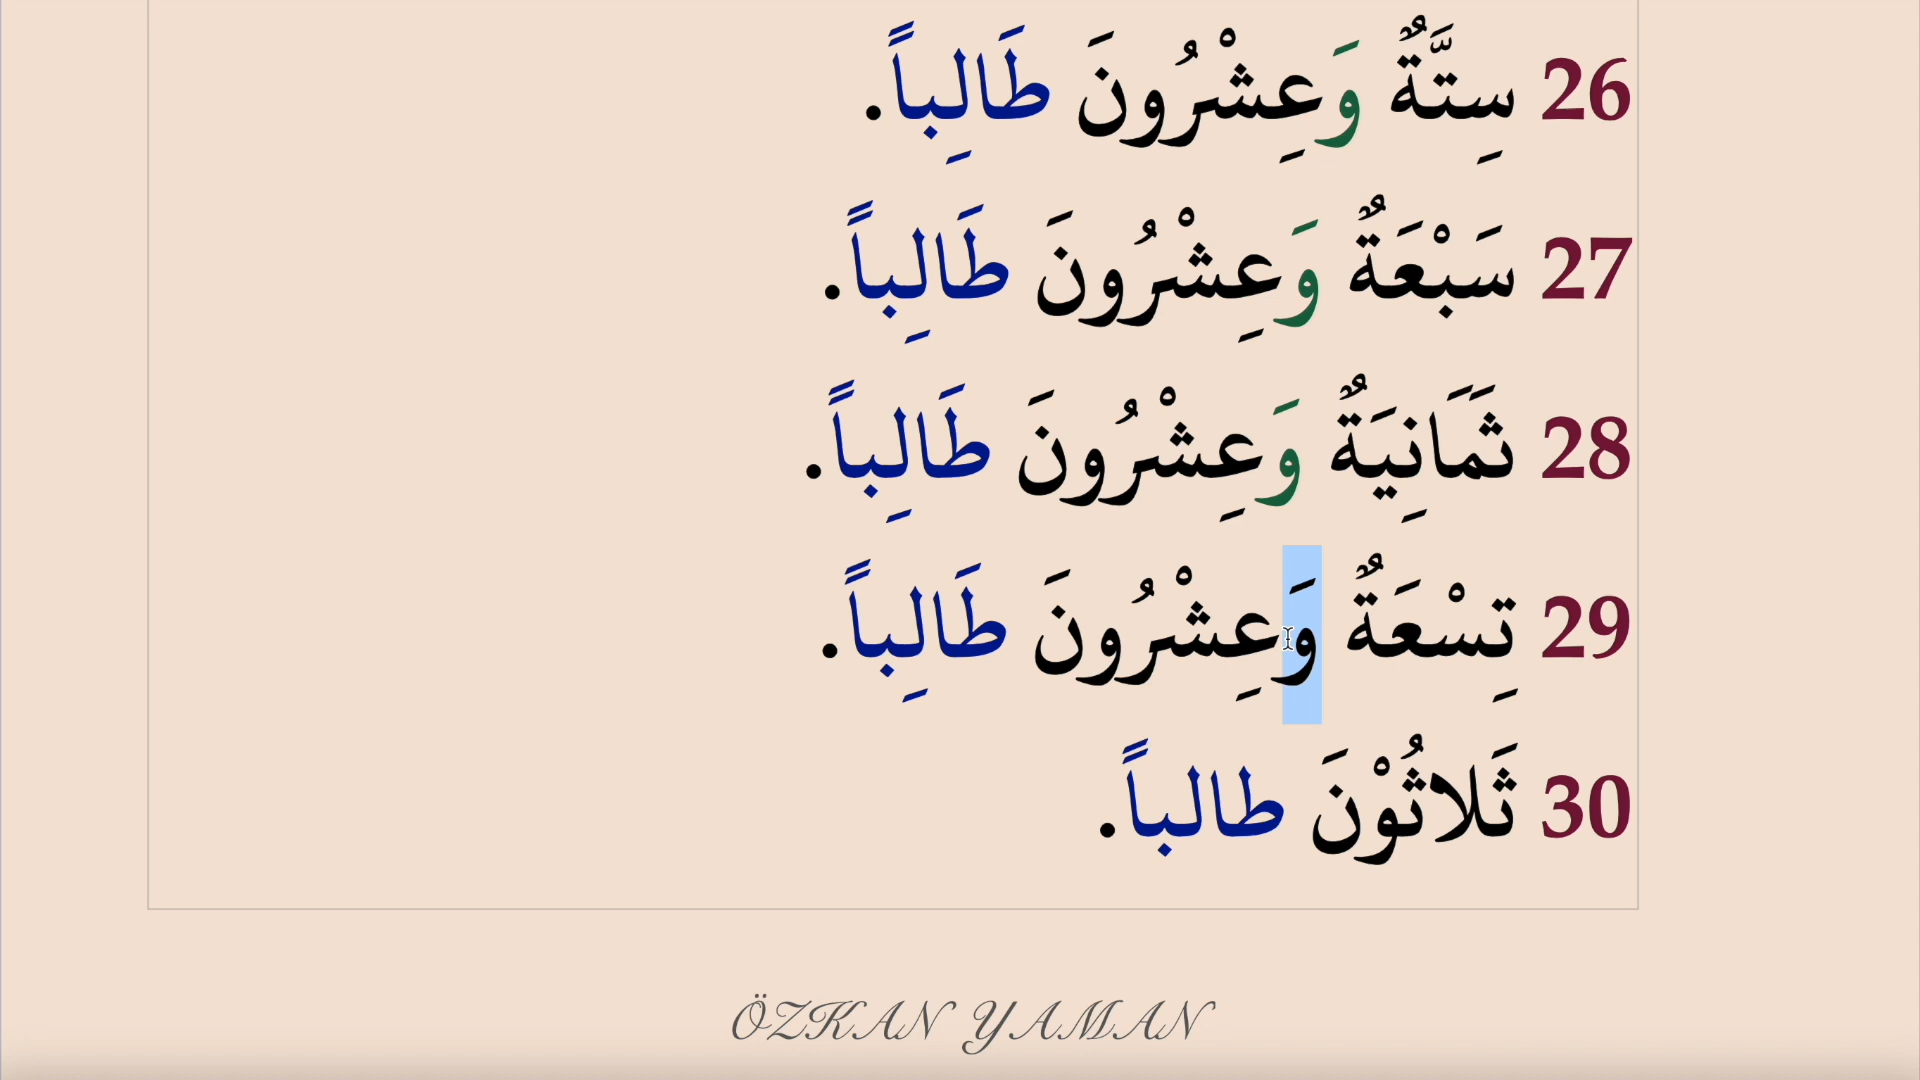 26 سِتَّةٌ وَعِشْرُونَ طَالِباً.
27 سَبْعَةٌ وَعِشْرُونَ طَالِباً.
28 ثَمَانِيَةٌ وَعِشْرُونَ طَالِباً.
29 تِسْعَةٌ وَعِشْرُونَ طَالِباً.
30 ثَلاثُوْنَ طالباً.
ÖZKAN YAMAN